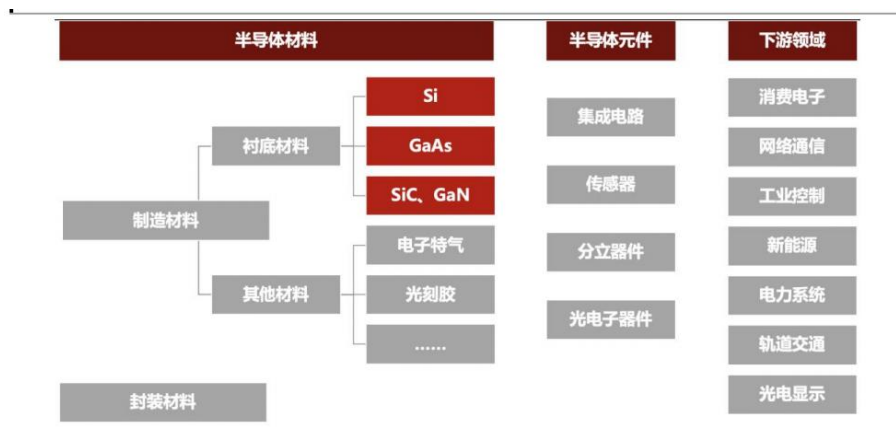 半导体材料
半导体元件
下游领域
制造材料
衬底材料
Si
GaAs
SiC、GaN
其他材料
电子特气
光刻胶
......
封装材料
集成电路
传感器
分立器件
光电子器件
消费电子
网络通信
工业控制
新能源
电力系统
轨道交通
光电显示